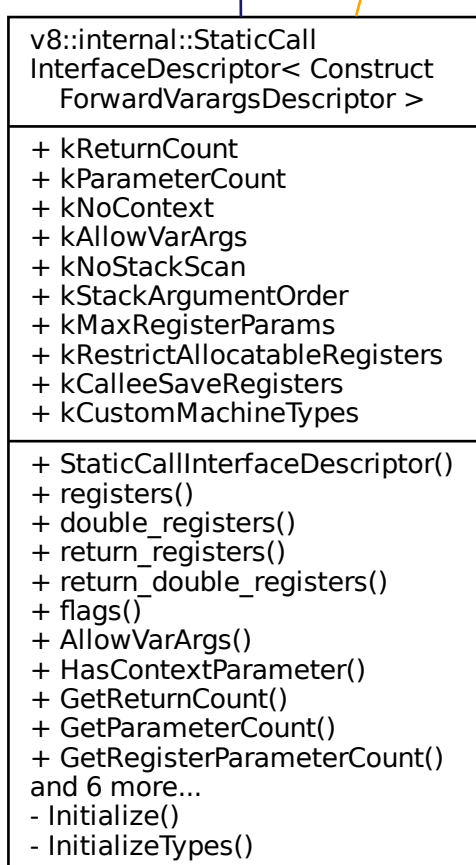 v8::internal::StaticCall
InterfaceDescriptor< Construct
ForwardVarargsDescriptor >
+ kReturnCount
+ kParameterCount
+ kNoContext
+ kAllowVarArgs
+ kNoStackScan
+ kStackArgumentOrder
+ kMaxRegisterParams
+ kRestrictAllocatableRegisters
+ kCalleeSaveRegisters
+ kCustomMachineTypes
+ StaticCallInterfaceDescriptor()
+ registers()
+ double_registers()
+ return_registers()
+ return_double_registers()
+ flags()
+ AllowVarArgs()
+ HasContextParameter()
+ GetReturnCount()
+ GetParameterCount()
+ GetRegisterParameterCount()
and 6 more...
- Initialize()
- InitializeTypes()